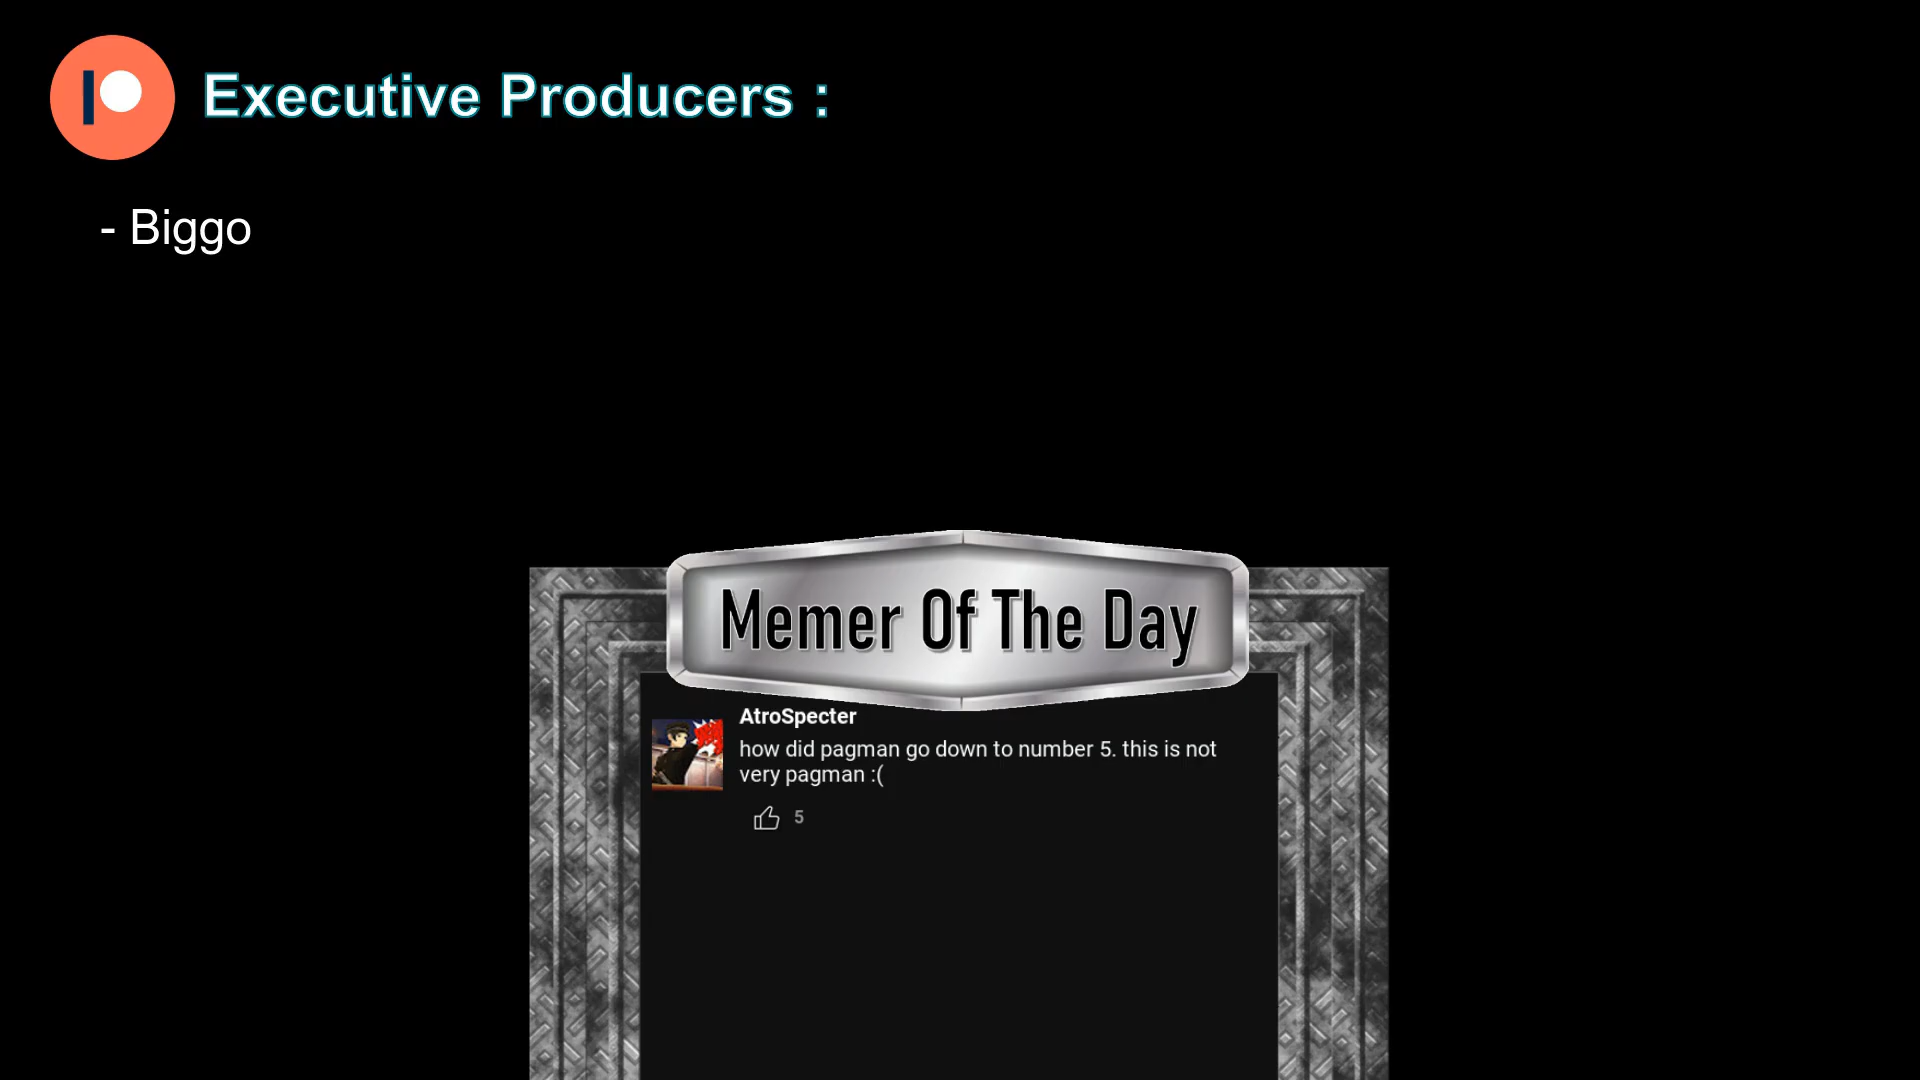 Executive Producers :
- Biggo
Memer Of The Day
AtroSpecter
how did pagman go down to number 5. this is not
very pagman :(
5